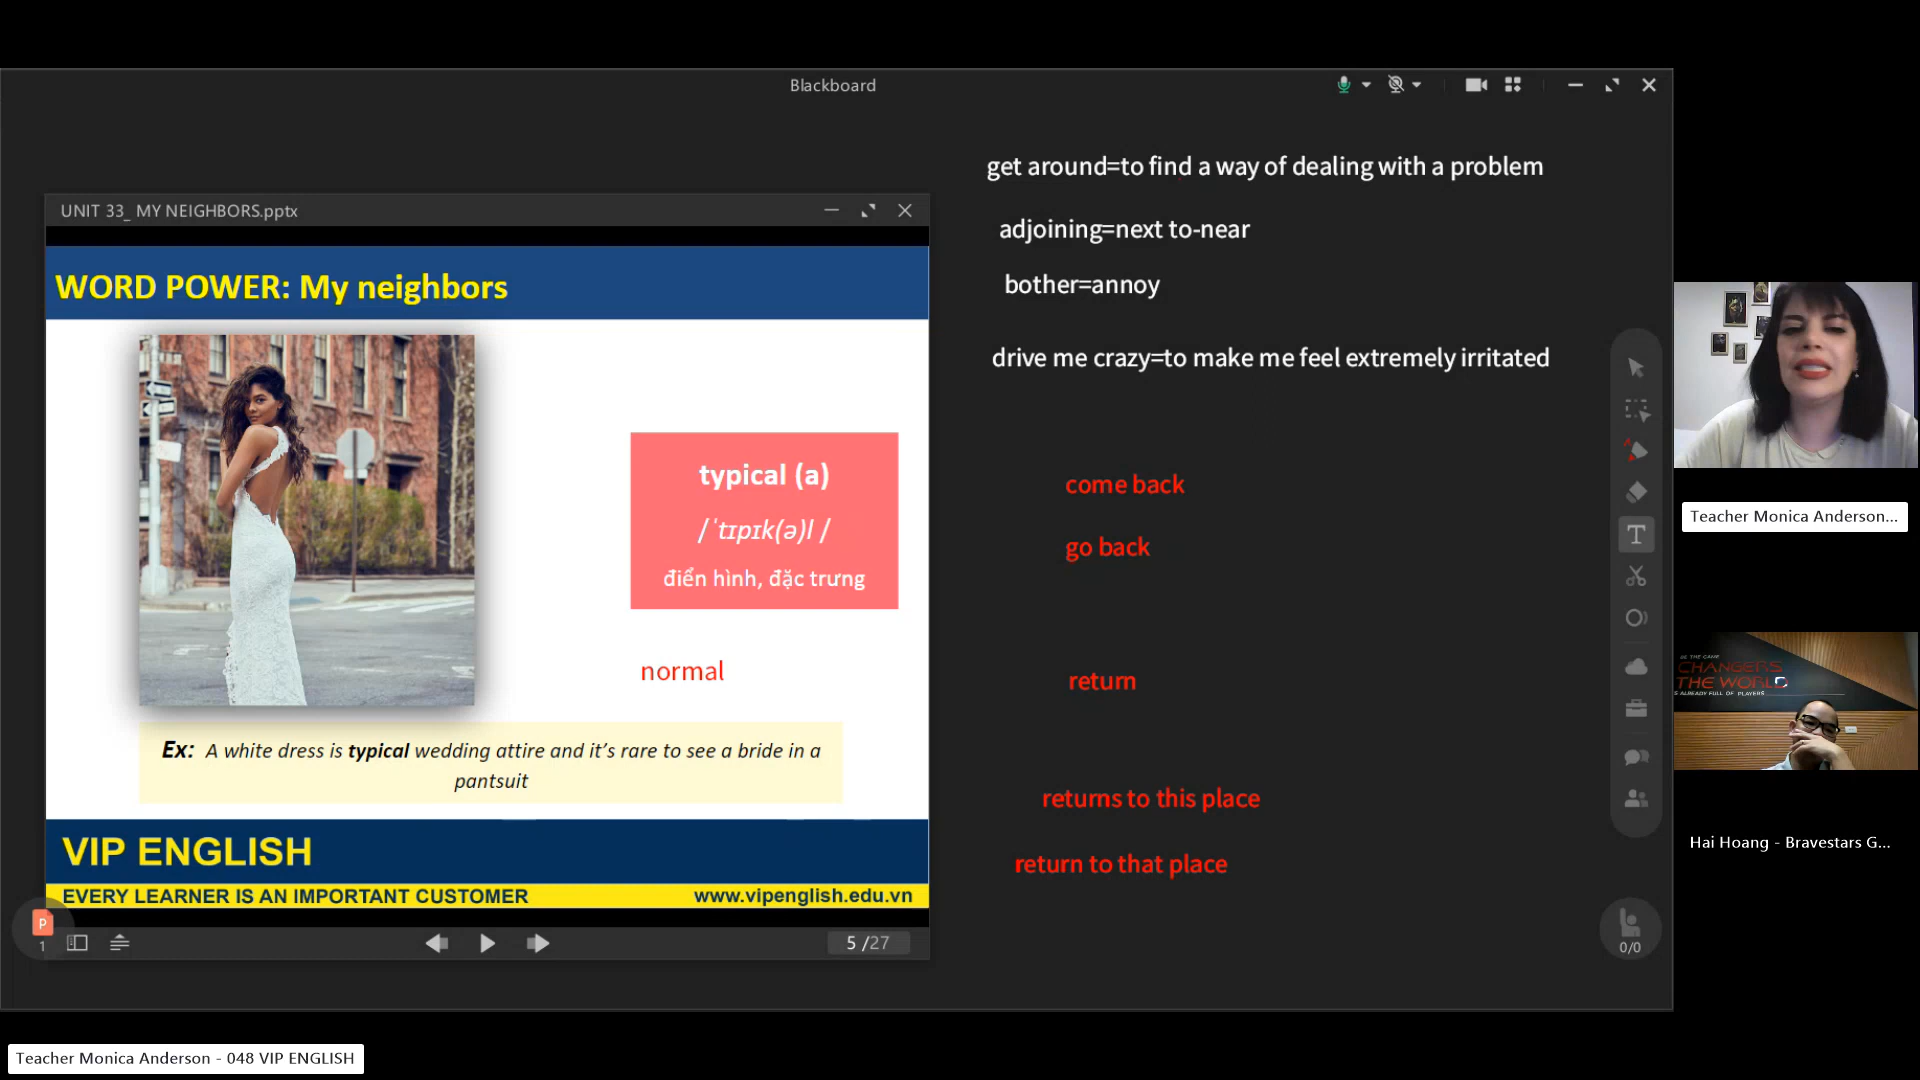 Blackboard
get around=to find a way of dealing with a problem
adjoining=next to-near
bother=annoy
drive me crazy=to make me feel extremely irritated
come back
go back
return
returns to this place
return to that place
UNIT 33_ MY NEIGHBORS.pptx
WORD POWER: My neighbors
typical (a)
/ ˈtɪpɪk(ə)l /
điển hình, đặc trưng
normal
Ex: A white dress is typical wedding attire and it’s rare to see a bride in a
pantsuit
VIP ENGLISH
EVERY LEARNER IS AN IMPORTANT CUSTOMER
www.vipenglish.edu.vn
P
1
5 /27
T
0/0
Teacher Monica Anderson...
CHANGERS
THE WORLD
Hai Hoang - Bravestars G...
Teacher Monica Anderson - 048 VIP ENGLISH